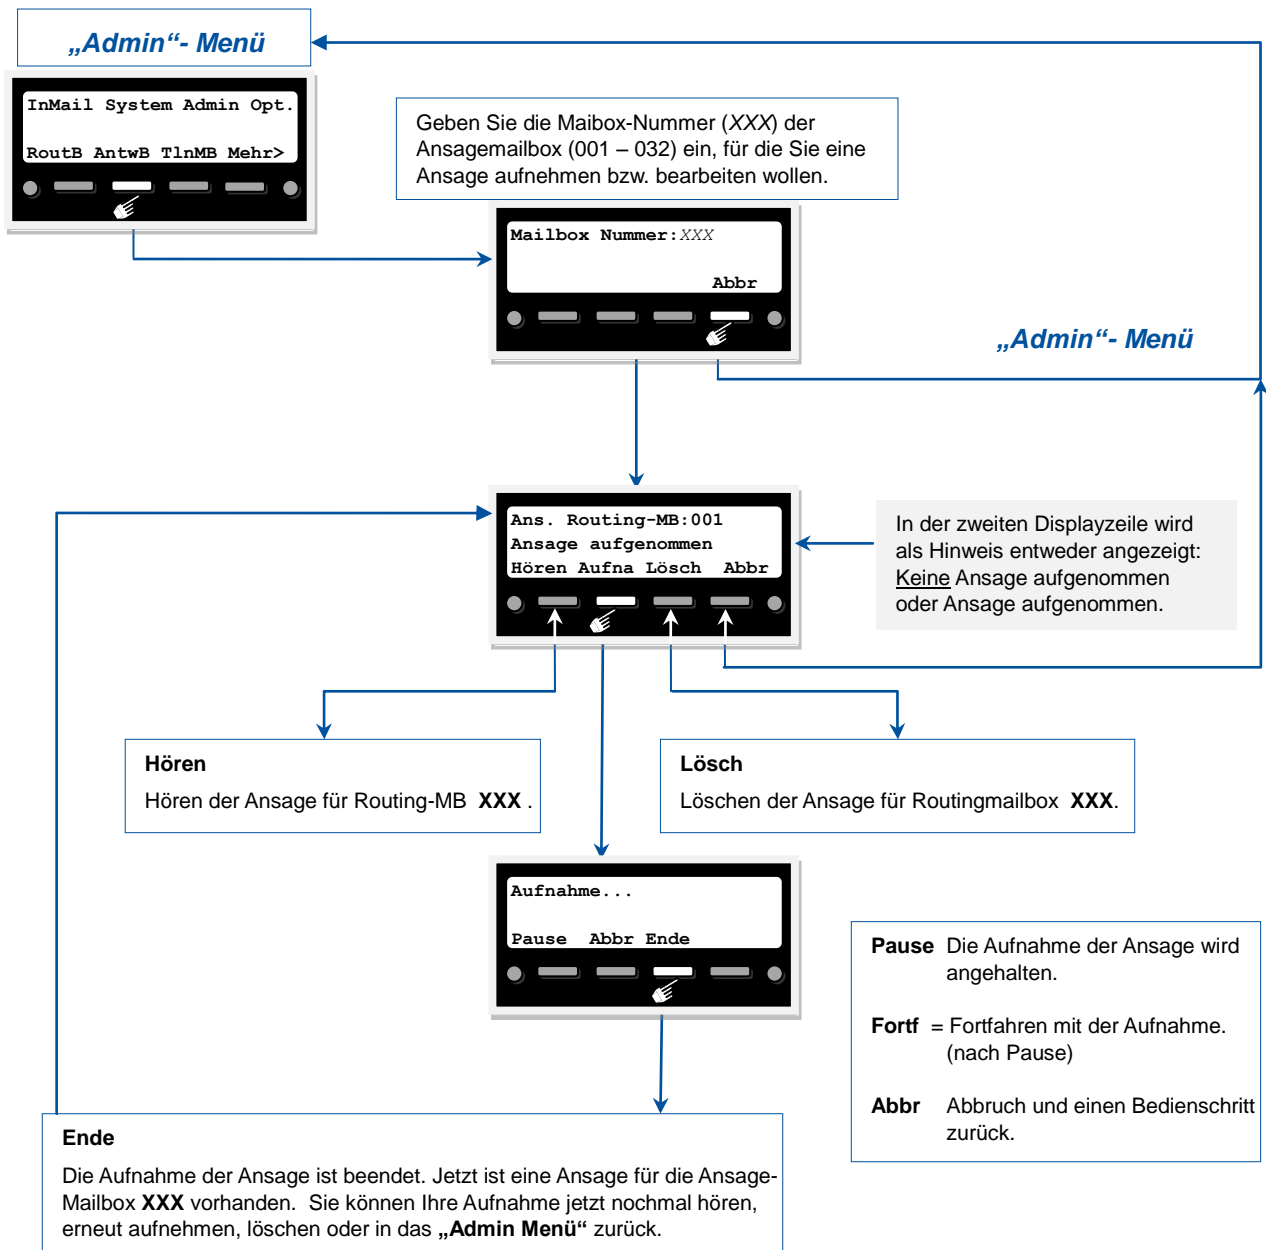 „Admin“- Menü
InMail System Admin Opt.
RoutB AntwB TlnMB Mehr>
Geben Sie die Maibox-Nummer (XXX) der
Ansagemailbox (001 – 032) ein, für die Sie eine
Ansage aufnehmen bzw. bearbeiten wollen.
Mailbox Nummer:XXX
Abbr
„Admin“- Menü
Ans. Routing-MB:001
Ansage aufgenommen
Hören Aufna Lösch Abbr
In der zweiten Displayzeile wird
als Hinweis entweder angezeigt:
Keine Ansage aufgenommen
oder Ansage aufgenommen.
Hören
Hören der Ansage für Routing-MB XXX .
Lösch
Löschen der Ansage für Routingmailbox XXX.
Aufnahme...
Pause Abbr Ende
Pause Die Aufnahme der Ansage wird
angehalten.
Fortf = Fortfahren mit der Aufnahme.
(nach Pause)
Abbr Abbruch und einen Bedienschritt
zurück.
Ende
Die Aufnahme der Ansage ist beendet. Jetzt ist eine Ansage für die Ansage-
Mailbox XXX vorhanden. Sie können Ihre Aufnahme jetzt nochmal hören,
erneut aufnehmen, löschen oder in das „Admin Menü“ zurück.